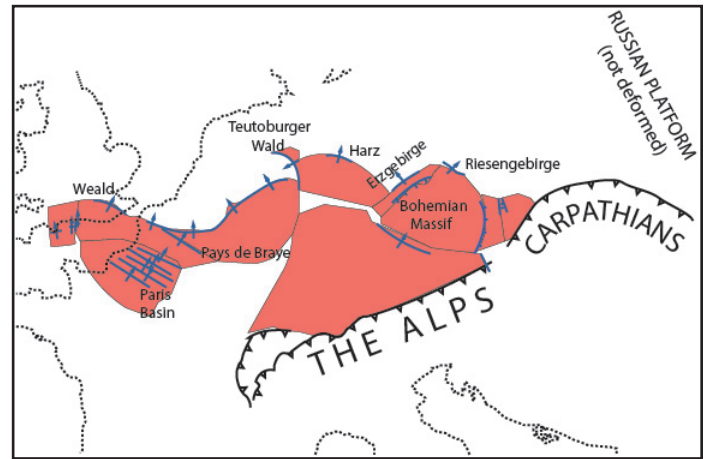 RUSSIAN PLATFORM
(not deformed)
Teutoburger
Wald
Harz
Erzgebirge
Riesengebirge
Weald
Bohemian
Massif
CARPATHIANS
Pays de Braye
Paris
Basin
THE ALPS